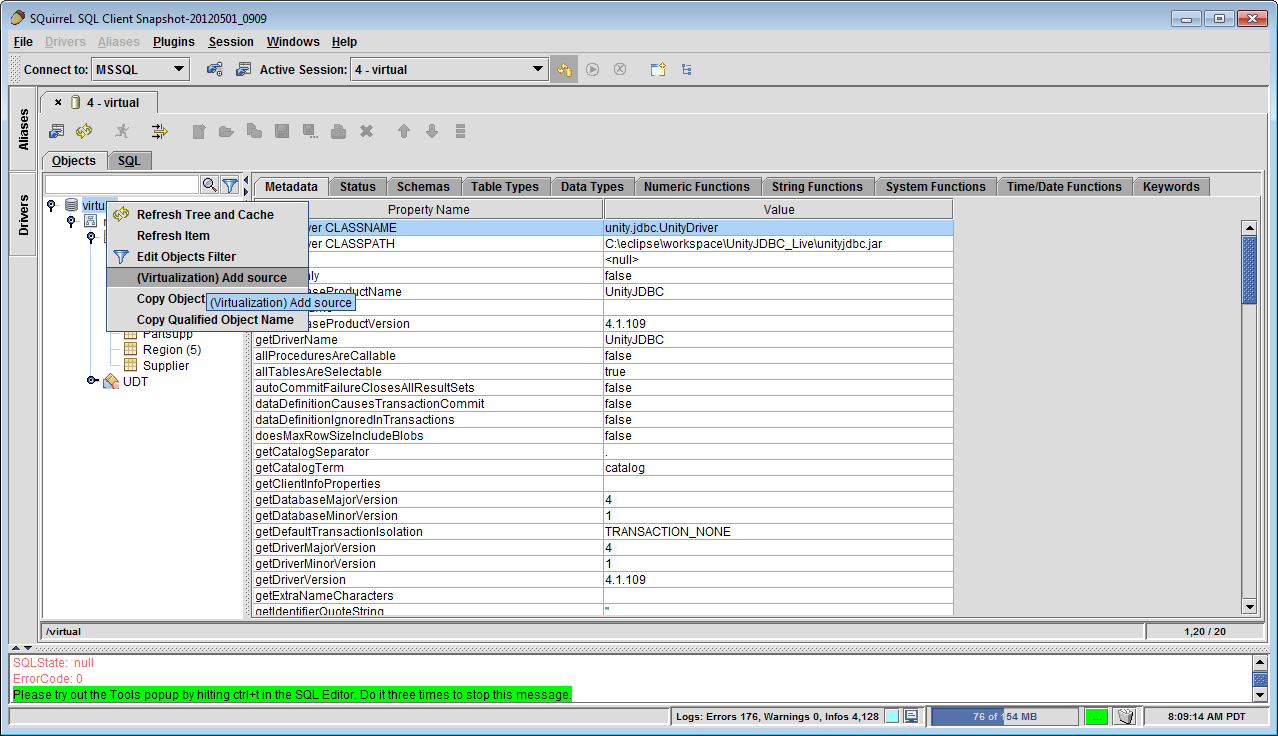 SQuirreL SQL Client Snapshot-20120501_0909
File Drivers Aliases Plugins Session Windows Help
Connect to: MSSQL Active Session: 4 - virtual
Aliases
Drivers
4 - virtual
Objects SQL
Metadata Status Schemas Table Types Data Types Numeric Functions String Functions System Functions Time/Date Functions Keywords
virtu
Refresh Tree and Cache
Refresh Item
Edit Objects Filter
(Virtualization) Add source
Copy Object
(Virtualization) Add source
Copy Qualified Object Name
Partsupp
Region (5)
Supplier
UDT
Property Name Value
ver CLASSNAME unity.jdbc.UnityDriver
ver CLASSPATH C:\eclipse\workspace\UnityJDBC_Live\unityjdbc.jar
<null>
nly false
aseProductName UnityJDBC
aseProductVersion 4.1.109
getDriverName UnityJDBC
allProceduresAreCallable false
allTablesAreSelectable true
autoCommitFailureClosesAllResultSets false
dataDefinitionCausesTransactionCommit false
dataDefinitionIgnoredInTransactions false
doesMaxRowSizeIncludeBlobs false
getCatalogSeparator .
getCatalogTerm catalog
getClientInfoProperties
getDatabaseMajorVersion 4
getDatabaseMinorVersion 1
getDefaultTransactionIsolation TRANSACTION_NONE
getDriverMajorVersion 4
getDriverMinorVersion 1
getDriverVersion 4.1.109
getExtraNameCharacters
getIdentifierQuoteString "
/virtual 1,20 / 20
SQLState: null
ErrorCode: 0
Please try out the Tools popup by hitting ctrl+t in the SQL Editor. Do it three times to stop this message.
Logs: Errors 176, Warnings 0, Infos 4,128 76 of 154 MB ... 8:09:14 AM PDT